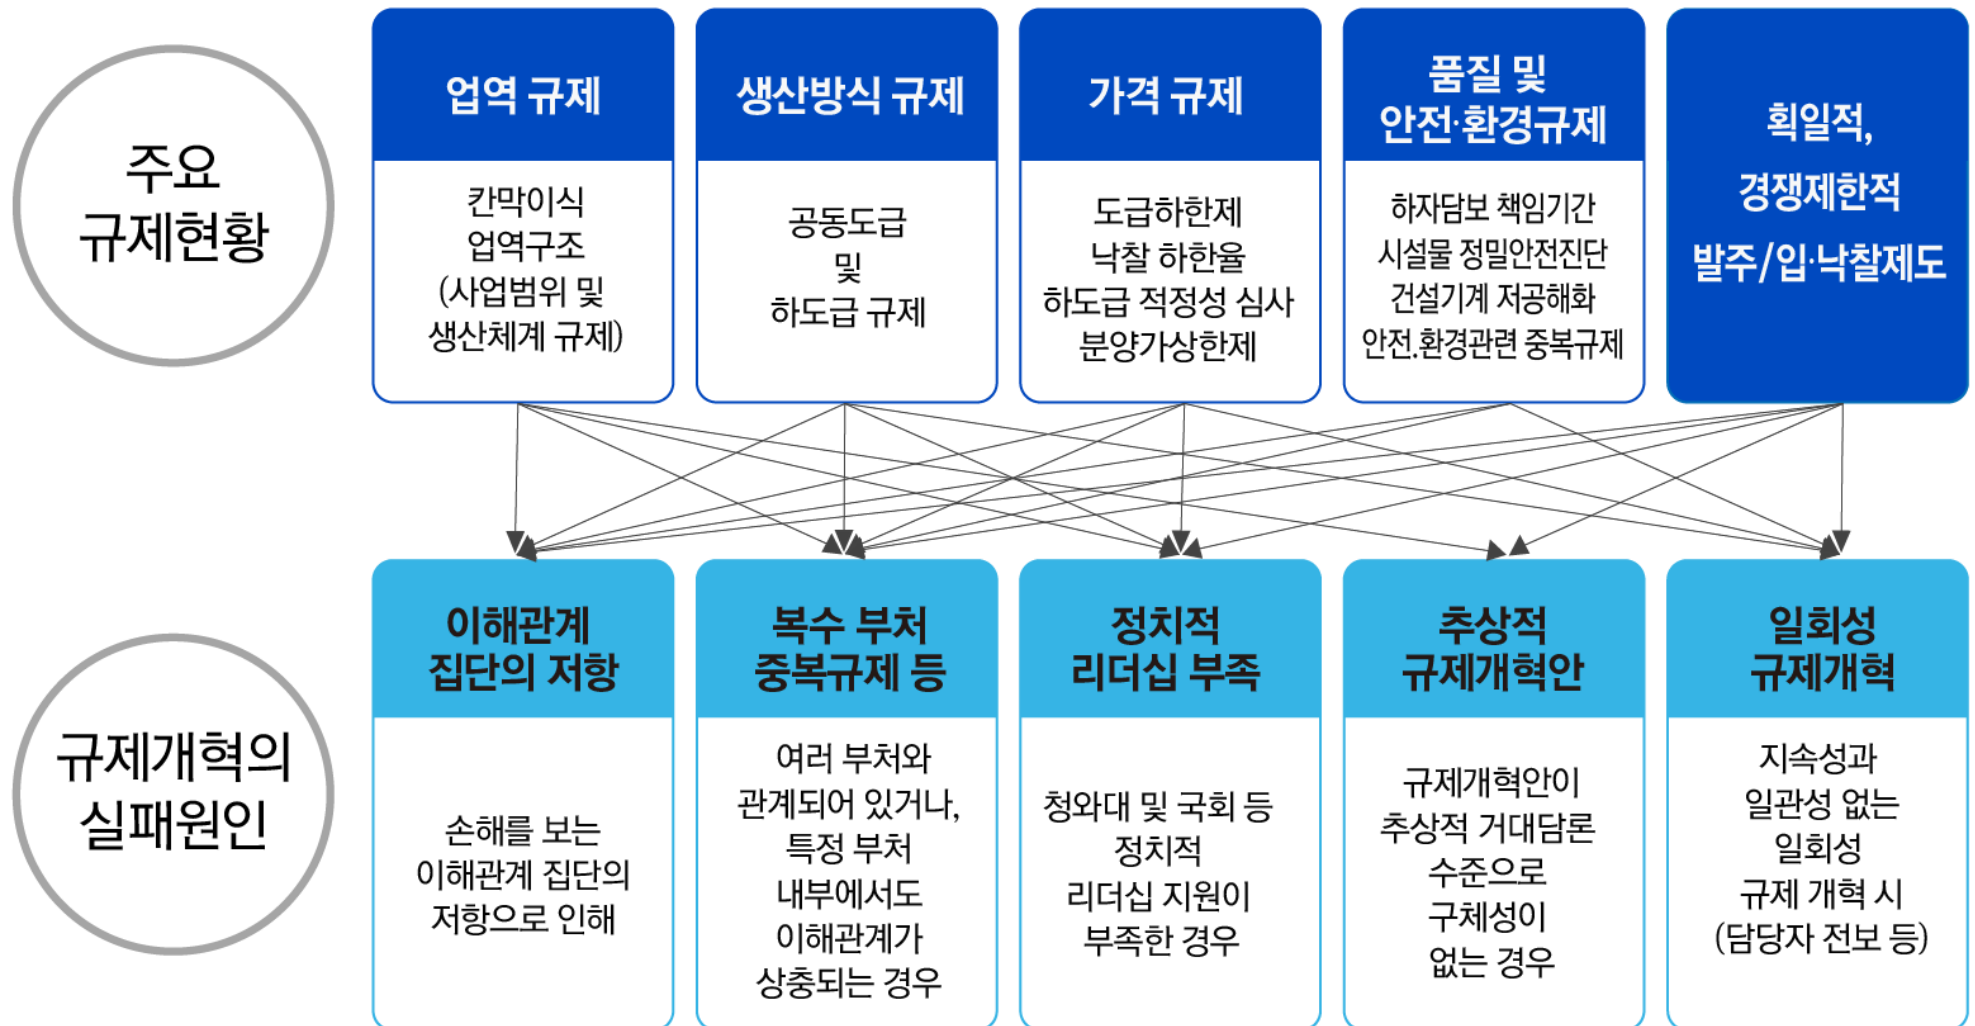 주요
규제현황
업역 규제
칸막이식
업역구조
(사업범위 및
생산체계 규제)
생산방식 규제
공동도급
및
하도급 규제
가격 규제
도급하한제
낙찰 하한율
하도급 적정성 심사
분양가상한제
품질 및
안전·환경규제
하자담보 책임기간
시설물 정밀안전진단
건설기계 저공해화
안전.환경관련 중복규제
획일적,
경쟁제한적
발주/입·낙찰제도
규제개혁의
실패원인
이해관계
집단의 저항
손해를 보는
이해관계 집단의
저항으로 인해
복수 부처
중복규제 등
여러 부처와
관계되어 있거나,
특정 부처
내부에서도
이해관계가
상충되는 경우
정치적
리더십 부족
청와대 및 국회 등
정치적
리더십 지원이
부족한 경우
추상적
규제개혁안
규제개혁안이
추상적 거대담론
수준으로
구체성이
없는 경우
일회성
규제개혁
지속성과
일관성 없는
일회성
규제 개혁 시
(담당자 전보 등)